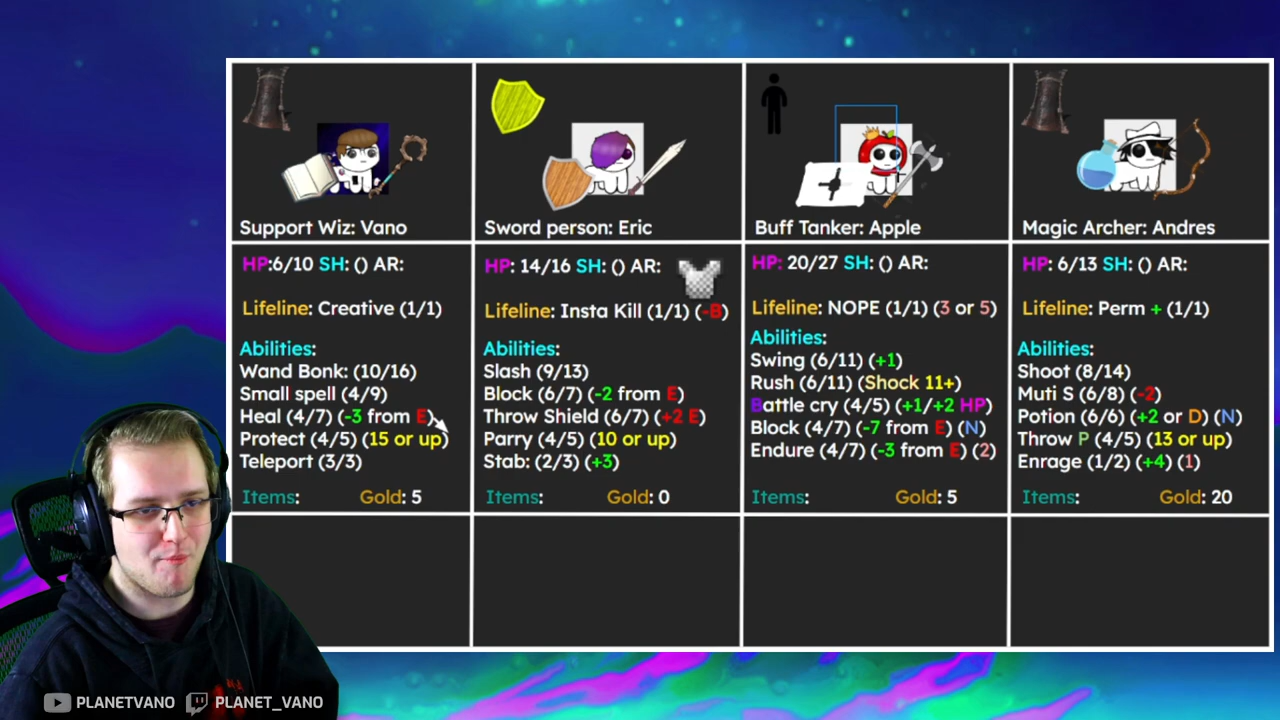 Support Wiz: Vano
HP:6/10 SH: () AR:
Lifeline: Creative (1/1)
Abilities:
Wand Bonk: (10/16)
Small spell (4/9)
Heal (4/7) (-3 from E)
Protect (4/5) (15 or up)
Teleport (3/3)
Items: Gold: 5
Sword person: Eric
HP: 14/16 SH: () AR:
Lifeline: Insta Kill (1/1) (-B)
Abilities:
Slash (9/13)
Block (6/7) (-2 from E)
Throw Shield (6/7) (+2 E)
Parry (4/5) (10 or up)
Stab: (2/3) (+3)
Items: Gold: 0
Buff Tanker: Apple
HP: 20/27 SH: () AR:
Lifeline: NOPE (1/1) (3 or 5)
Abilities:
Swing (6/11) (+1)
Rush (6/11) (Shock 11+)
Battle cry (4/5) (+1/+2 HP)
Block (4/7) (-7 from E) (N)
Endure (4/7) (-3 from E) (2)
Items: Gold: 5
Magic Archer: Andres
HP: 6/13 SH: () AR:
Lifeline: Perm + (1/1)
Abilities:
Shoot (8/14)
Muti S (6/8) (-2)
Potion (6/6) (+2 or D) (N)
Throw P (4/5) (13 or up)
Enrage (1/2) (+4) (1)
Items: Gold: 20
PLANETVANO PLANET_VANO